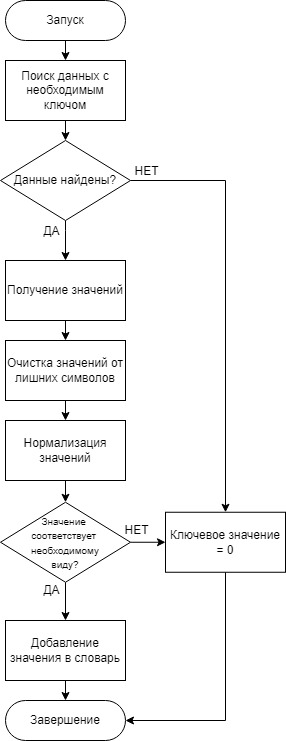 Запуск
Поиск данных с
необходимым
ключом
Данные найдены?
НЕТ
ДА
Получение значений
Очистка значений от
лишних символов
Нормализация
значений
Значение
соответствует
необходимому
виду?
НЕТ
Ключевое значение
= 0
ДА
Добавление
значения в словарь
Завершение